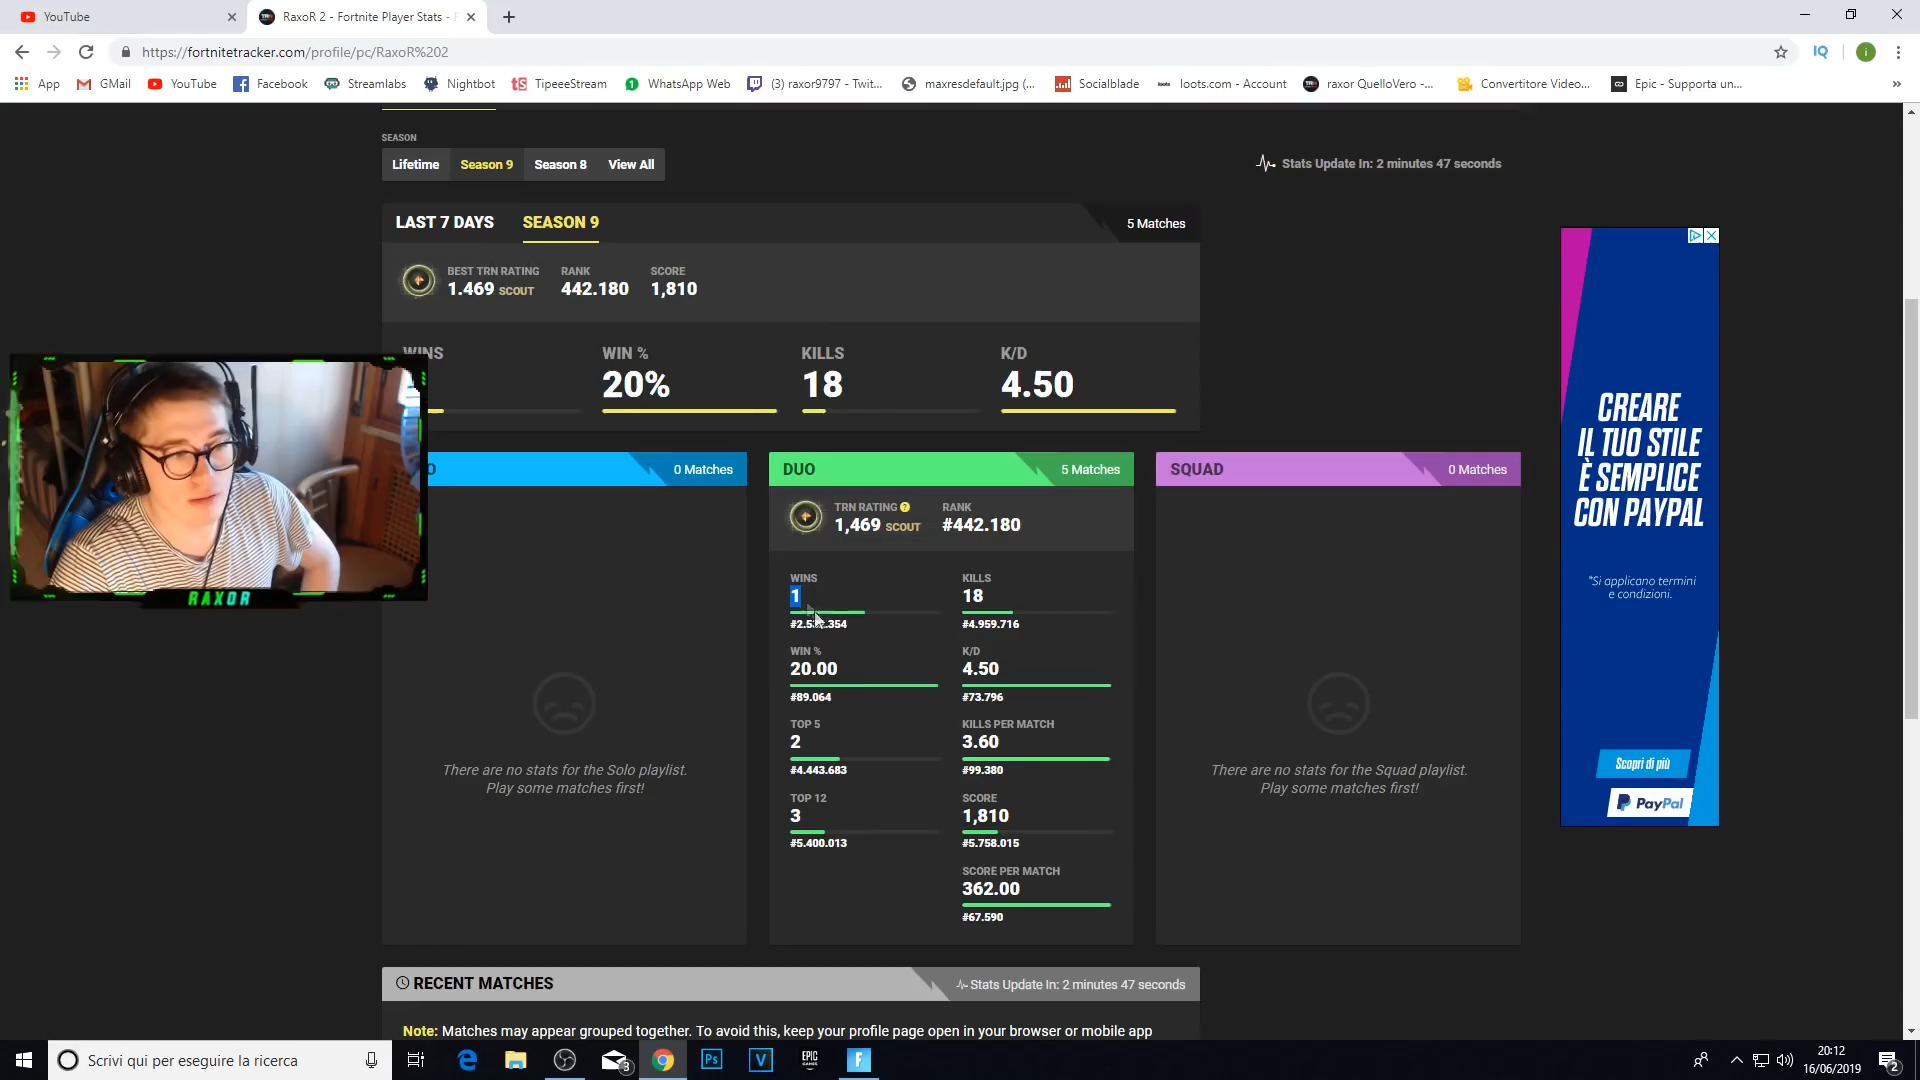 YouTube
RaxoR 2 - Fortnite Player Stats -
https://fortnitetracker.com/profile/pc/RaxoR%202
IQ
i
App
GMail
YouTube
Facebook
Streamlabs
Nightbot
TipeeeStream
WhatsApp Web
(3) raxor9797 - Twit...
maxresdefault.jpg (...
Socialblade
loots.com - Account
raxor QuelloVero -...
Convertitore Video...
Epic - Supporta un...
SEASON
Lifetime
Season 9
Season 8
View All
Stats Update In: 2 minutes 47 seconds
LAST 7 DAYS
SEASON 9
5 Matches
BEST TRN RATING
1.469 SCOUT
RANK
442.180
SCORE
1,810
WINS
WIN %
20%
KILLS
18
K/D
4.50
RAXOR
0 Matches
There are no stats for the Solo playlist.
Play some matches first!
DUO
5 Matches
TRN RATING ?
1,469 SCOUT
RANK
#442.180
WINS
1
KILLS
18
#4.959.716
WIN %
20.00
#89.064
K/D
4.50
#73.796
TOP 5
2
#4.443.683
KILLS PER MATCH
3.60
#99.380
TOP 12
3
#5.400.013
SCORE
1,810
#5.758.015
SCORE PER MATCH
362.00
#67.590
SQUAD
0 Matches
There are no stats for the Squad playlist.
Play some matches first!
CREARE
IL TUO STILE
È SEMPLICE
CON PAYPAL
*Si applicano termini
e condizioni.
Scopri di più
PayPal
RECENT MATCHES
Stats Update In: 2 minutes 47 seconds
Note: Matches may appear grouped together. To avoid this, keep your profile page open in your browser or mobile app
Scrivi qui per eseguire la ricerca
3
Ps
V
EPIC
GAMES
F
20:12
16/06/2019
2